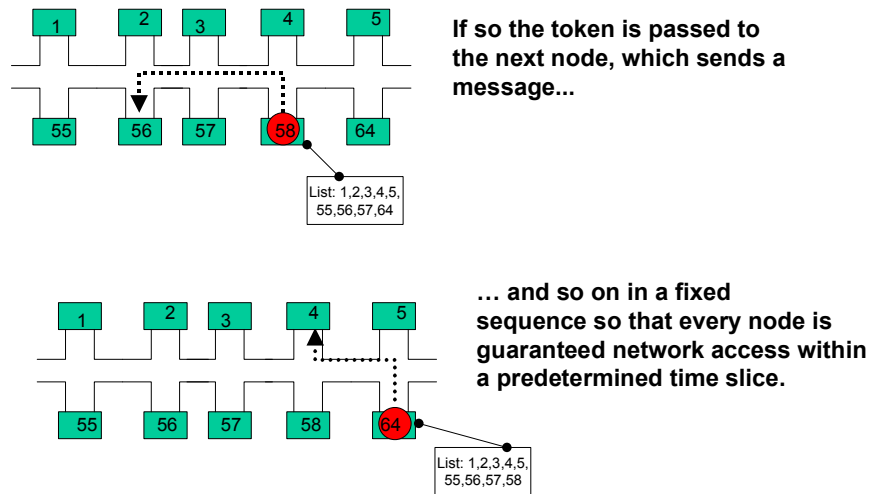 1
2
3
4
5
If so the token is passed to
the next node, which sends a
message...
55
56
57
58
64
List: 1,2,3,4,5,
55,56,57,64
… and so on in a fixed
sequence so that every node is
guaranteed network access within
a predetermined time slice.
1
2
3
4
5
55
56
57
58
64
List: 1,2,3,4,5,
55,56,57,58